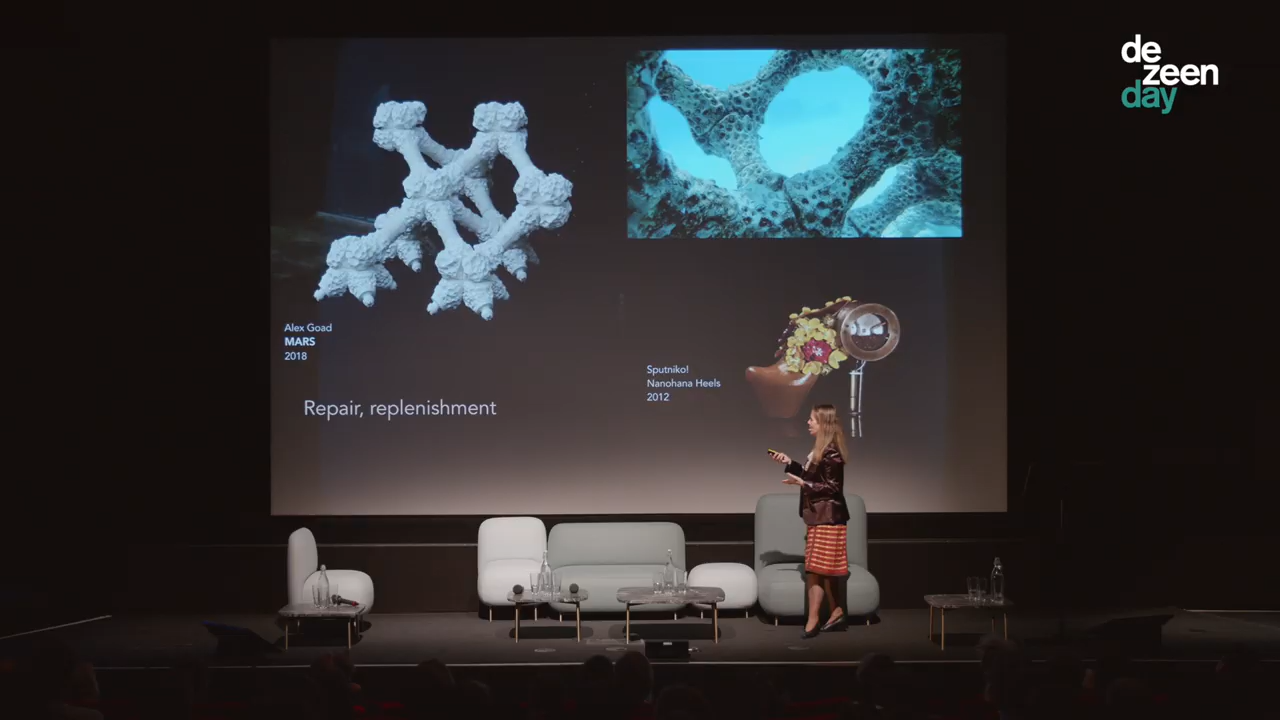 de
zeen
day
Alex Goad
MARS
2018
Repair, replenishment
Sputniko!
Nanohana Heels
2012